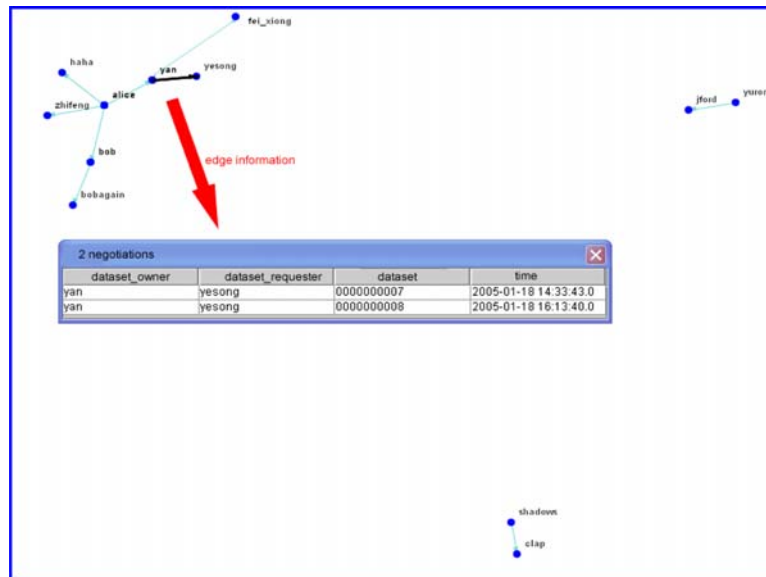 fei_xiong
haha
yan
yesong
zhifeng
alice
jford
bob
edge information
bobagain
2 negotiations
dataset_owner dataset_requester dataset time
yan yesong 0000000007 2005-01-18 14:33:43.0
yan yesong 0000000008 2005-01-18 16:13:40.0
shadows
clap